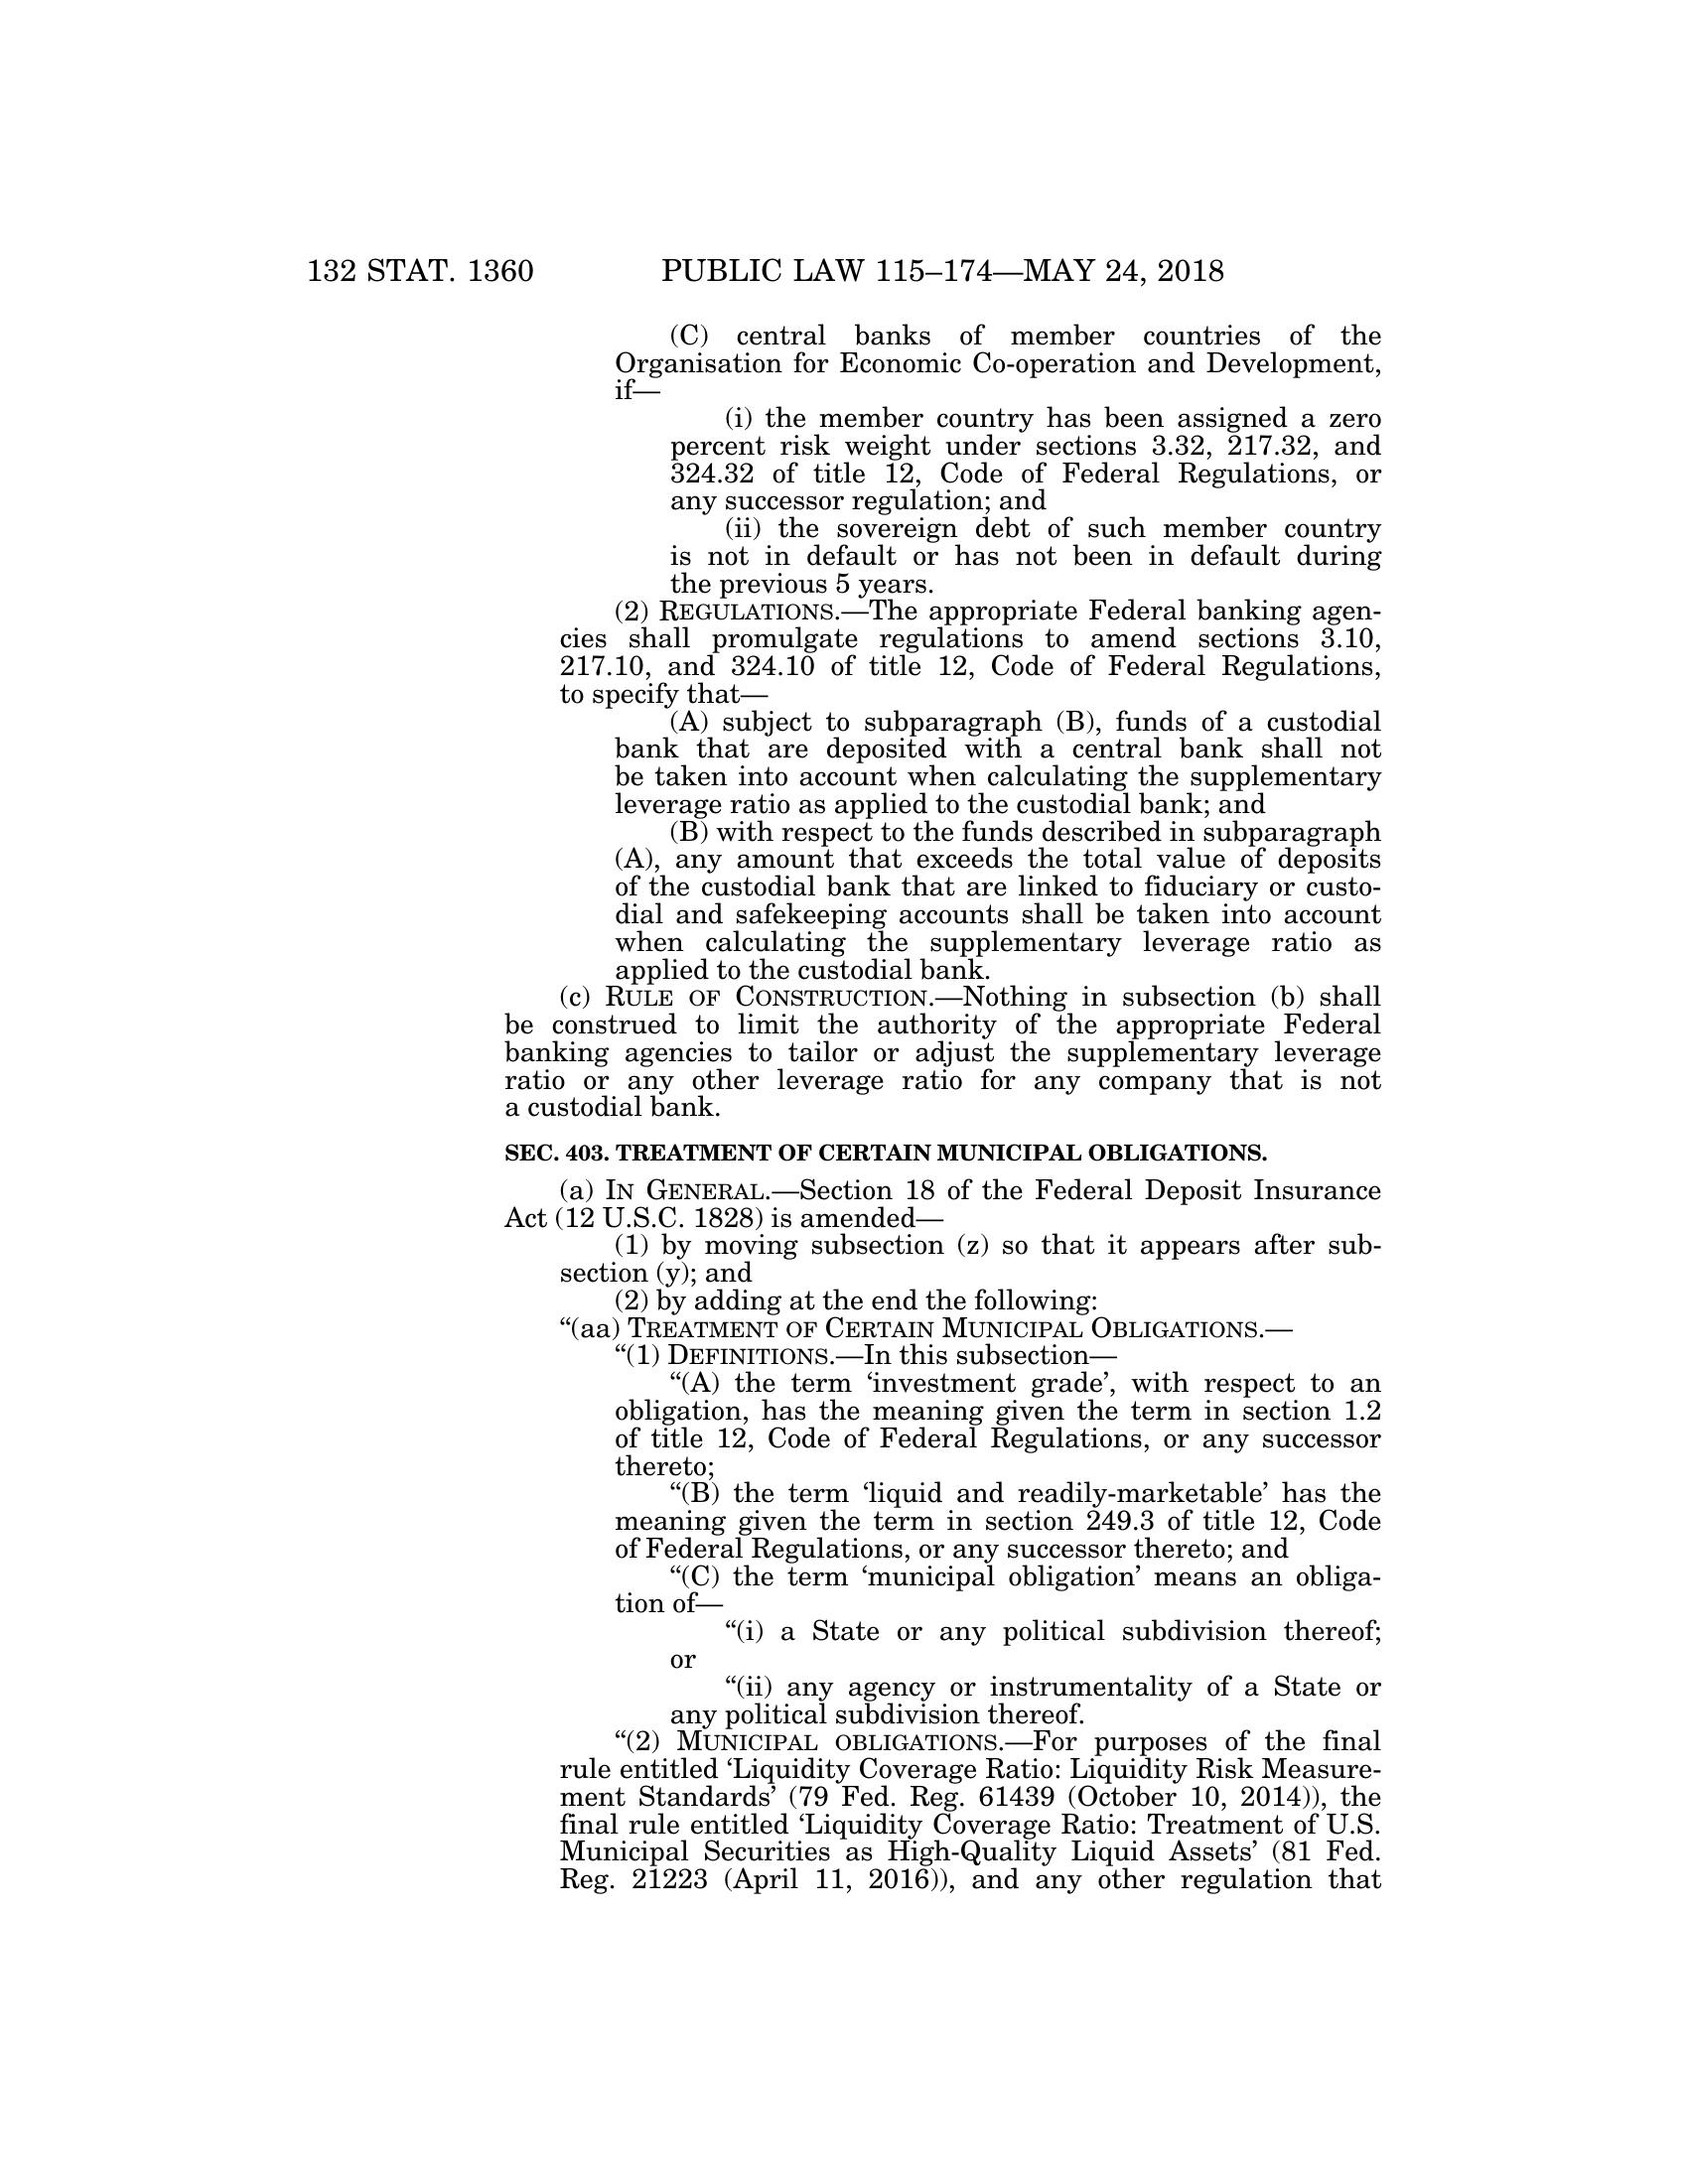 132 STAT. 1360 PUBLIC LAW 115–174—MAY 24, 2018
(C) central banks of member countries of the
Organisation for Economic Co-operation and Development,
if—
(i) the member country has been assigned a zero
percent risk weight under sections 3.32, 217.32, and
324.32 of title 12, Code of Federal Regulations, or
any successor regulation; and
(ii) the sovereign debt of such member country
is not in default or has not been in default during
the previous 5 years.
(2) REGULATIONS.—The appropriate Federal banking agen-
cies shall promulgate regulations to amend sections 3.10,
217.10, and 324.10 of title 12, Code of Federal Regulations,
to specify that—
(A) subject to subparagraph (B), funds of a custodial
bank that are deposited with a central bank shall not
be taken into account when calculating the supplementary
leverage ratio as applied to the custodial bank; and
(B) with respect to the funds described in subparagraph
(A), any amount that exceeds the total value of deposits
of the custodial bank that are linked to fiduciary or custo-
dial and safekeeping accounts shall be taken into account
when calculating the supplementary leverage ratio as
applied to the custodial bank.
(c) RULE OF CONSTRUCTION.—Nothing in subsection (b) shall
be construed to limit the authority of the appropriate Federal
banking agencies to tailor or adjust the supplementary leverage
ratio or any other leverage ratio for any company that is not
a custodial bank.
SEC. 403. TREATMENT OF CERTAIN MUNICIPAL OBLIGATIONS.
(a) IN GENERAL.—Section 18 of the Federal Deposit Insurance
Act (12 U.S.C. 1828) is amended—
(1) by moving subsection (z) so that it appears after sub-
section (y); and
(2) by adding at the end the following:
“(aa) TREATMENT OF CERTAIN MUNICIPAL OBLIGATIONS.—
“(1) DEFINITIONS.—In this subsection—
“(A) the term ‘investment grade’, with respect to an
obligation, has the meaning given the term in section 1.2
of title 12, Code of Federal Regulations, or any successor
thereto;
“(B) the term ‘liquid and readily-marketable’ has the
meaning given the term in section 249.3 of title 12, Code
of Federal Regulations, or any successor thereto; and
“(C) the term ‘municipal obligation’ means an obliga-
tion of—
“(i) a State or any political subdivision thereof;
or
“(ii) any agency or instrumentality of a State or
any political subdivision thereof.
“(2) MUNICIPAL OBLIGATIONS.—For purposes of the final
rule entitled ‘Liquidity Coverage Ratio: Liquidity Risk Measure-
ment Standards’ (79 Fed. Reg. 61439 (October 10, 2014)), the
final rule entitled ‘Liquidity Coverage Ratio: Treatment of U.S.
Municipal Securities as High-Quality Liquid Assets’ (81 Fed.
Reg. 21223 (April 11, 2016)), and any other regulation that